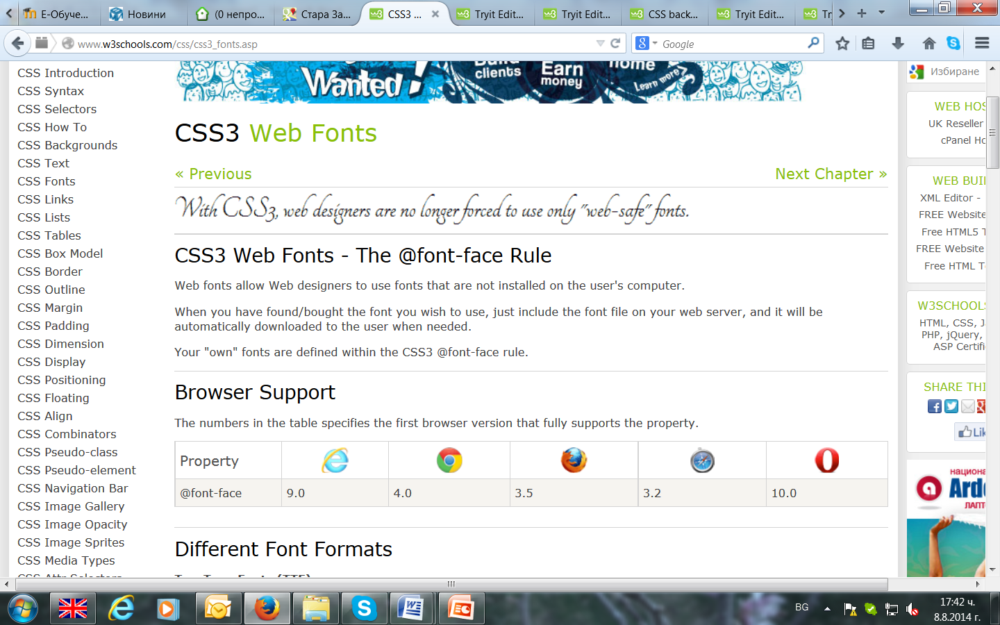 Е-Обуче...
Новини
(0 непро...
Стара За...
CSS3 ...
Tryit Edit...
Tryit Edit...
CSS back...
Tryit Edit...
Tr
www.w3schools.com/css/css3_fonts.asp
Google
CSS Introduction
CSS Syntax
CSS Selectors
CSS How To
CSS Backgrounds
CSS Text
CSS Fonts
CSS Links
CSS Lists
CSS Tables
CSS Box Model
CSS Border
CSS Outline
CSS Margin
CSS Padding
CSS Dimension
CSS Display
CSS Positioning
CSS Floating
CSS Align
CSS Combinators
CSS Pseudo-class
CSS Pseudo-element
CSS Navigation Bar
CSS Image Gallery
CSS Image Opacity
CSS Image Sprites
CSS Media Types
CSS Attr Selectors
Wanted!
Build
clients
Earn
money
home
Learn more?
CSS3 Web Fonts
« Previous
Next Chapter »
With CSS3, web designers are no longer forced to use only "web-safe" fonts.
CSS3 Web Fonts - The @font-face Rule
Web fonts allow Web designers to use fonts that are not installed on the user's computer.
When you have found/bought the font you wish to use, just include the font file on your web server, and it will be
automatically downloaded to the user when needed.
Your "own" fonts are defined within the CSS3 @font-face rule.
Browser Support
The numbers in the table specifies the first browser version that fully supports the property.
Property
@font-face 9.0 4.0 3.5 3.2 10.0
Different Font Formats
Избиране
WEB HOS
UK Reseller
cPanel Ho
WEB BUI
XML Editor -
FREE Website
Free HTML5 T
FREE Website
Free HTML T
W3SCHOOLS
HTML, CSS, J
PHP, jQuery,
ASP Certifi
SHARE THI
Lik
национа
Arde
ЛАПТ
BG
17:42 ч.
8.8.2014 г.